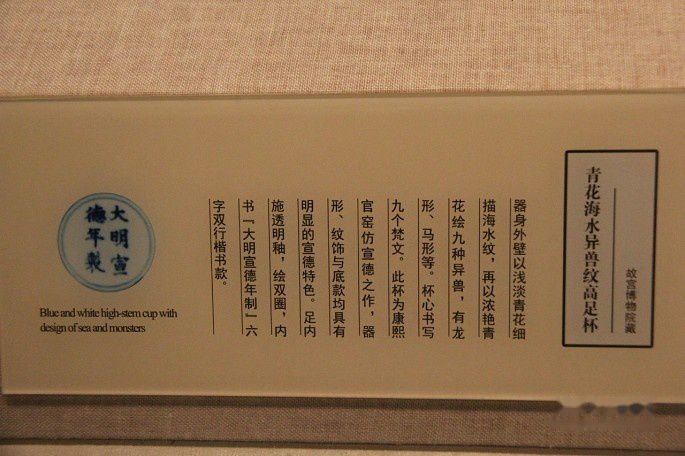 青花海水异兽纹高足杯
故宫博物院藏
器身外壁以浅淡青花细
描海水纹，再以浓艳青
花绘九种异兽，有龙
形、马形等。杯心书写
九个梵文。此杯为康熙
官窑仿宣德之作，器
形、纹饰与底款均具有
明显的宣德特色。足内
施透明釉，绘双圈，内
书『大明宣德年制』六
字双行楷书款。
大明宣
德年製
Blue and white high-stem cup with
design of sea and monsters